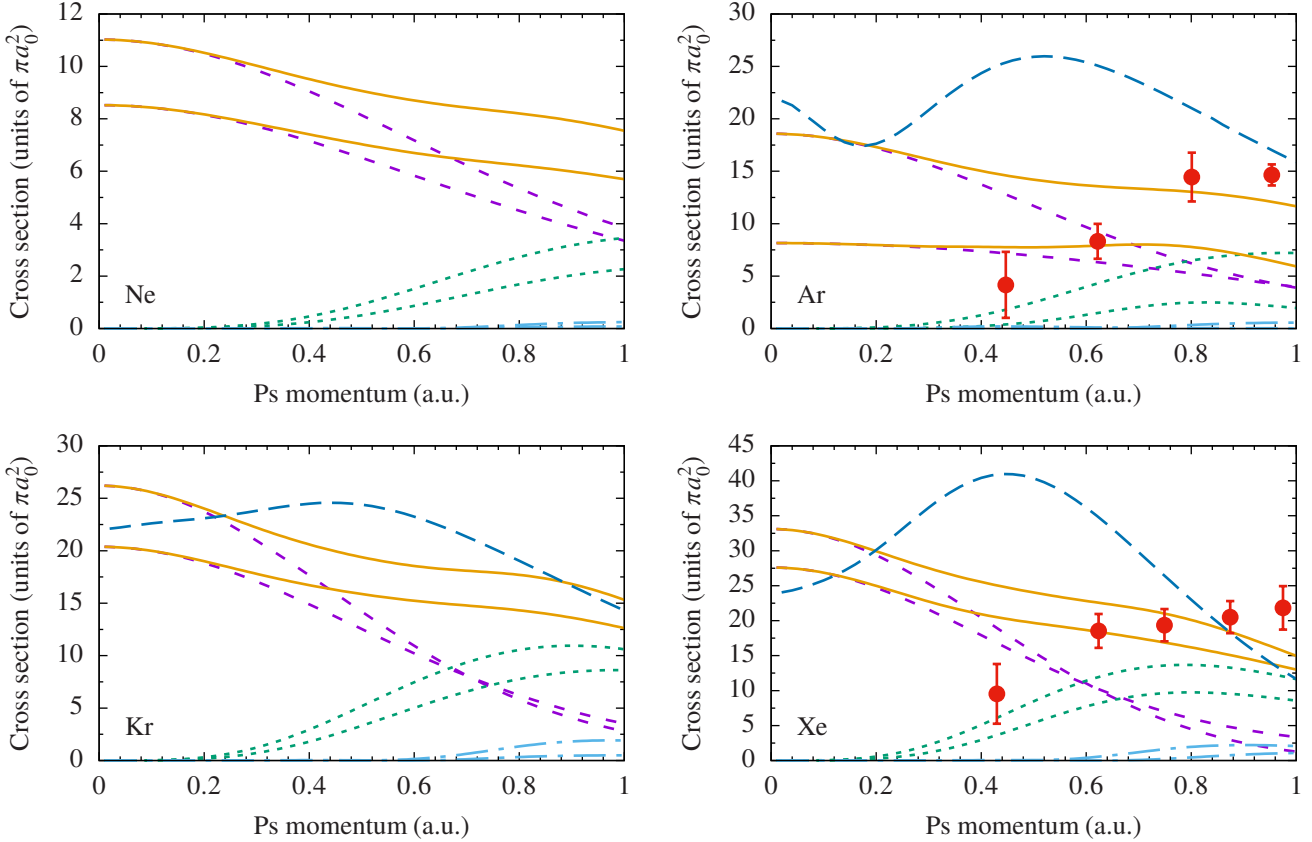 Cross section (units of πa₀²)
12
10
8
6
4
2
0
Ne
0 0.2 0.4 0.6 0.8 1
Ps momentum (a.u.)
Cross section (units of πa₀²)
30
25
20
15
10
5
0
Ar
0 0.2 0.4 0.6 0.8 1
Ps momentum (a.u.)
Cross section (units of πa₀²)
30
25
20
15
10
5
0
Kr
0 0.2 0.4 0.6 0.8 1
Ps momentum (a.u.)
Cross section (units of πa₀²)
45
40
35
30
25
20
15
10
5
0
Xe
0 0.2 0.4 0.6 0.8 1
Ps momentum (a.u.)